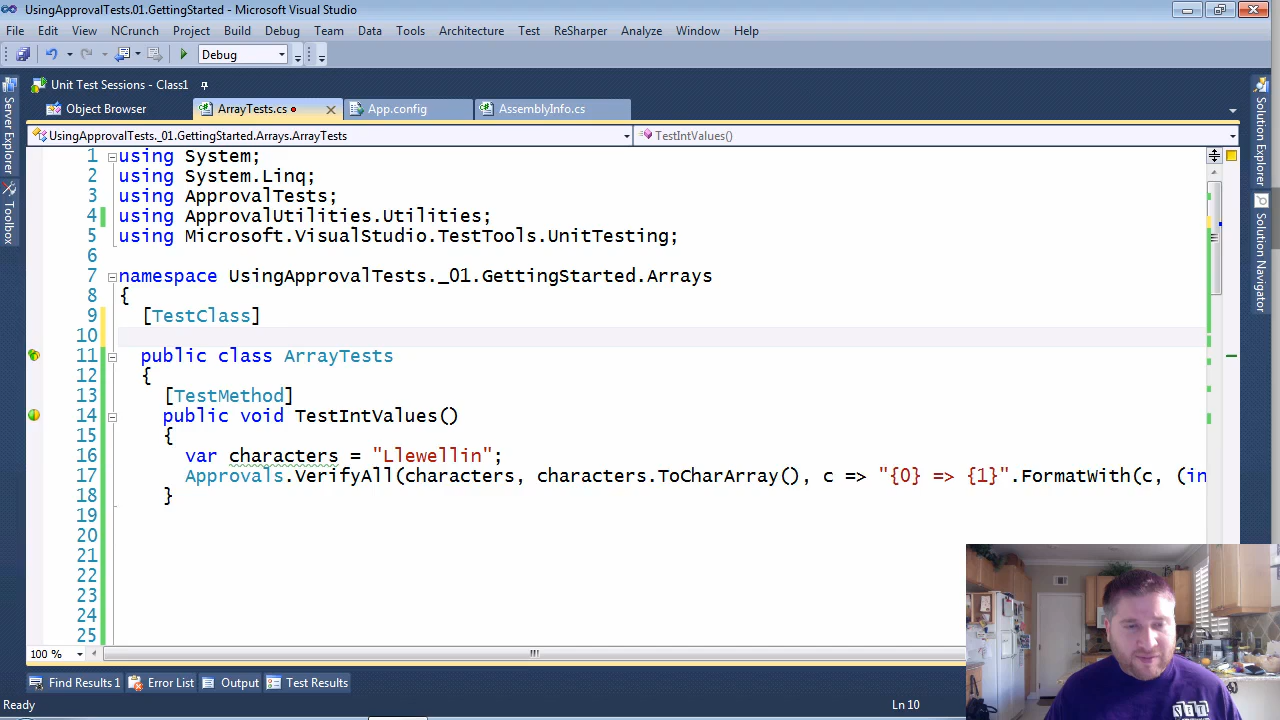 UsingApprovalTests.01.GettingStarted - Microsoft Visual Studio
File Edit View NCrunch Project Build Debug Team Data Tools Architecture Test ReSharper Analyze Window Help
Debug
Unit Test Sessions - Class1
Object Browser ArrayTests.cs App.config AssemblyInfo.cs
UsingApprovalTests._01.GettingStarted.Arrays.ArrayTests TestIntValues()
Server Explorer
Toolbox
Solution Explorer
Solution Navigator
1 using System;
2 using System.Linq;
3 using ApprovalTests;
4 using ApprovalUtilities.Utilities;
5 using Microsoft.VisualStudio.TestTools.UnitTesting;
6
7 namespace UsingApprovalTests._01.GettingStarted.Arrays
8 {
9 [TestClass]
10
11 public class ArrayTests
12 {
13 [TestMethod]
14 public void TestIntValues()
15 {
16 var characters = "Llewellin";
17 Approvals.VerifyAll(characters, characters.ToCharArray(), c => "{0} => {1}".FormatWith(c, (in
18 }
19
20
21
22
23
24
25
100 %
Find Results 1 Error List Output Test Results
Ready Ln 10